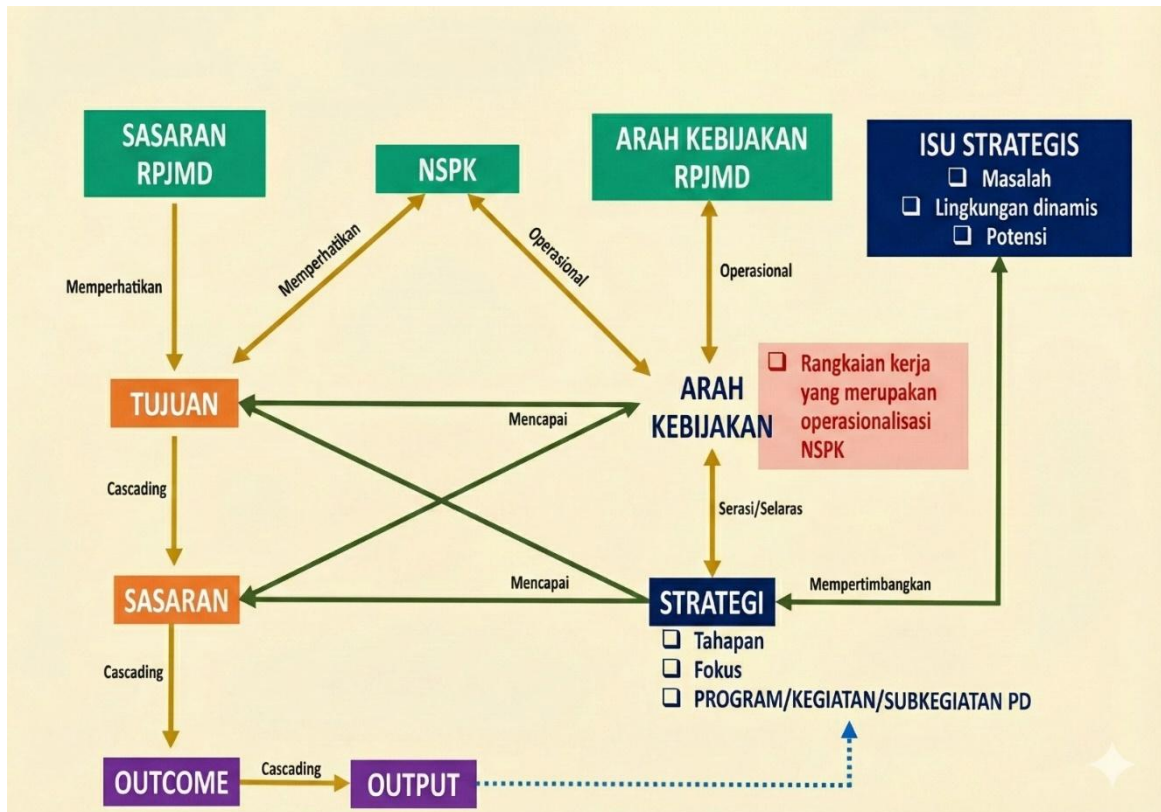 SASARAN
RPJMD
NSPK
ARAH KEBIJAKAN
RPJMD
ISU STRATEGIS
❑ Masalah
❑ Lingkungan dinamis
❑ Potensi
Memperhatikan
Memperhatikan
Operasional
Operasional
TUJUAN
ARAH
KEBIJAKAN
❑ Rangkaian kerja
yang merupakan
operasionalisasi
NSPK
Mencapai
Cascading
Serasi/Selaras
SASARAN
Mencapai
STRATEGI
Mempertimbangkan
❑ Tahapan
❑ Fokus
❑ PROGRAM/KEGIATAN/SUBKEGIATAN PD
Cascading
OUTCOME
Cascading
OUTPUT